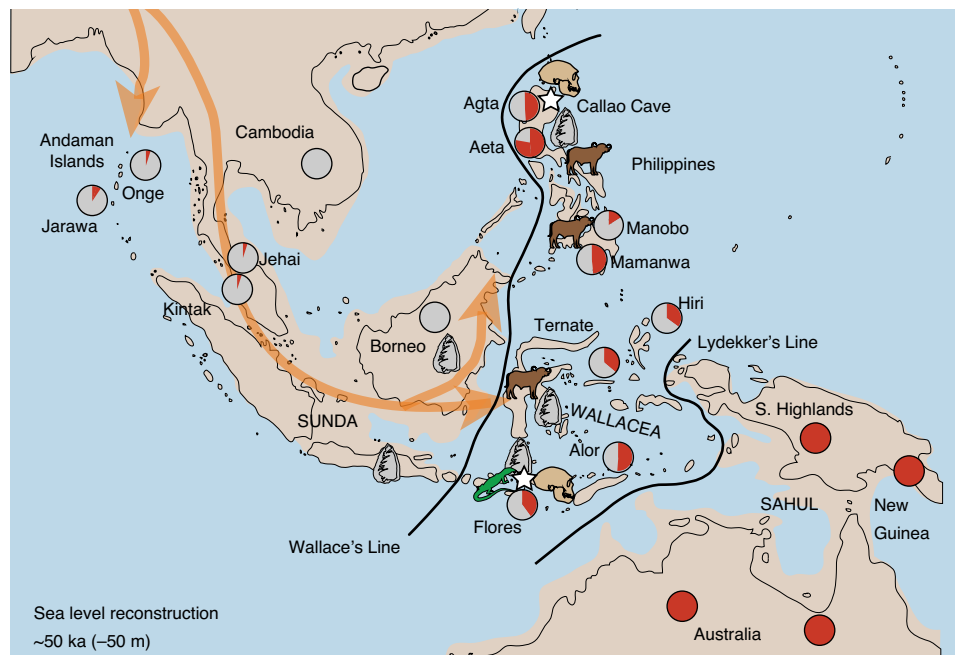 Agta
Callao Cave
Aeta
Cambodia
Andaman
Islands
Philippines
Onge
Jarawa
Manobo
Mamanwa
Jehai
Kintak
Hiri
Ternate
Borneo
Lydekker's Line
SUNDA
WALLACEA
S. Highlands
Alor
SAHUL
New
Guinea
Flores
Wallace's Line
Sea level reconstruction
~50 ka (–50 m)
Australia